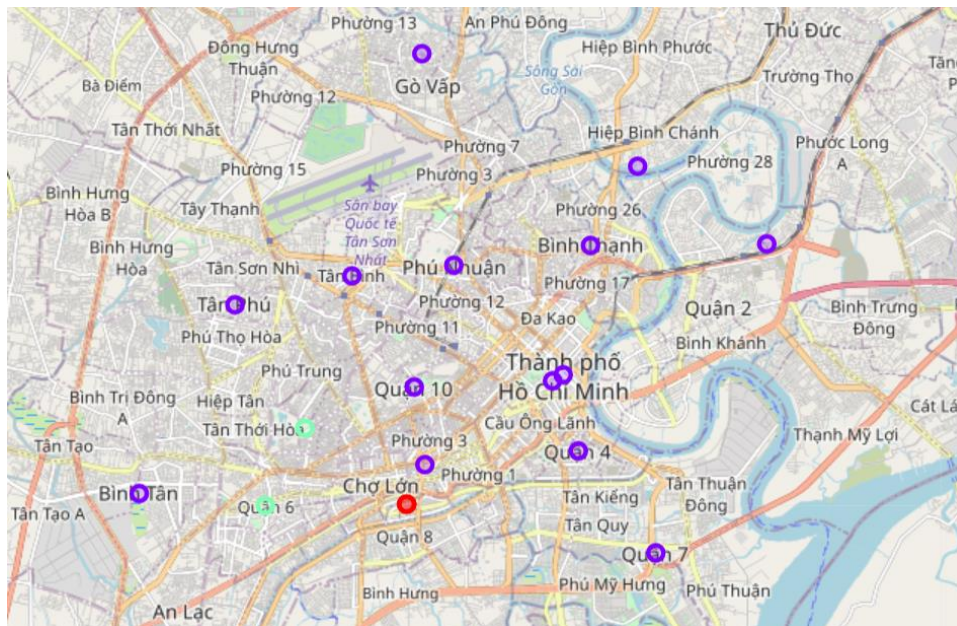 Phường 13
An Phú Đông
Thủ Đức
Đông Hưng
Thuận
Hiệp Bình Phước
Tăng
P
Sông Sài
Gòn
Trường Thọ
Bà Điểm
Gò Vấp
Phường 12
Tân Thới Nhất
Hiệp Bình Chánh
Phường 7
Phước Long
A
Phường 15
Phường 3
Phường 28
Bình Hưng
Hòa B
Tây Thạnh
Sân bay
Quốc tế
Tân Sơn
Nhất
Phường 26
Bình Hưng
Hòa
Bình Thạnh
Tân Sơn Nhì
Tân Bình
Phú Nhuận
Phường 17
Tân Phú
Phường 12
Quận 2
Bình Trưng
Đông
Đa Kao
Phường 11
Phú Thọ Hòa
Bình Khánh
Thành phố
Hồ Chí Minh
Phú Trung
Quận 10
Bình Trị Đông
A
Hiệp Tân
Cát Lá
Tân Thới Hòa
Cầu Ông Lãnh
Thạnh Mỹ Lợi
Tân Tạo
Phường 3
Quận 4
Phường 1
Chợ Lớn
Tân Thuận
Đông
Bình Tân
Tân Kiểng
Quận 6
Tân Tạo A
Tân Quy
Quận 8
Quận 7
Phú Mỹ Hưng
Phú Thuận
Bình Hưng
An Lạc